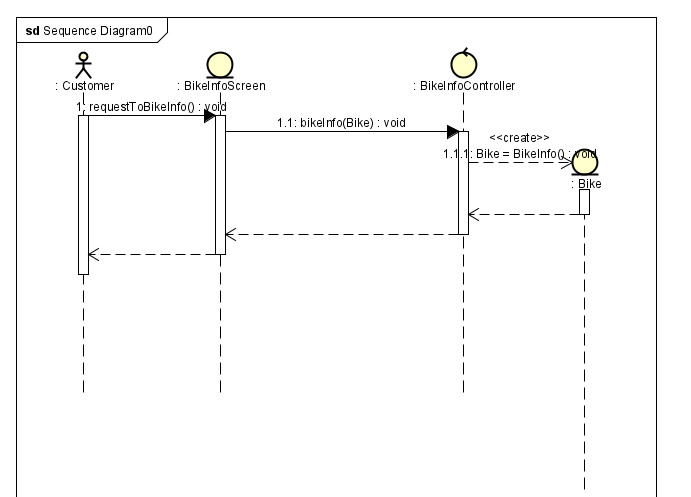 sd Sequence Diagram0
: Customer
: BikeInfoScreen
: BikeInfoController
1: requestToBikeInfo() : void
1.1: bikeInfo(Bike) : void
<<create>>
1.1.1: Bike = BikeInfo() : void
: Bike